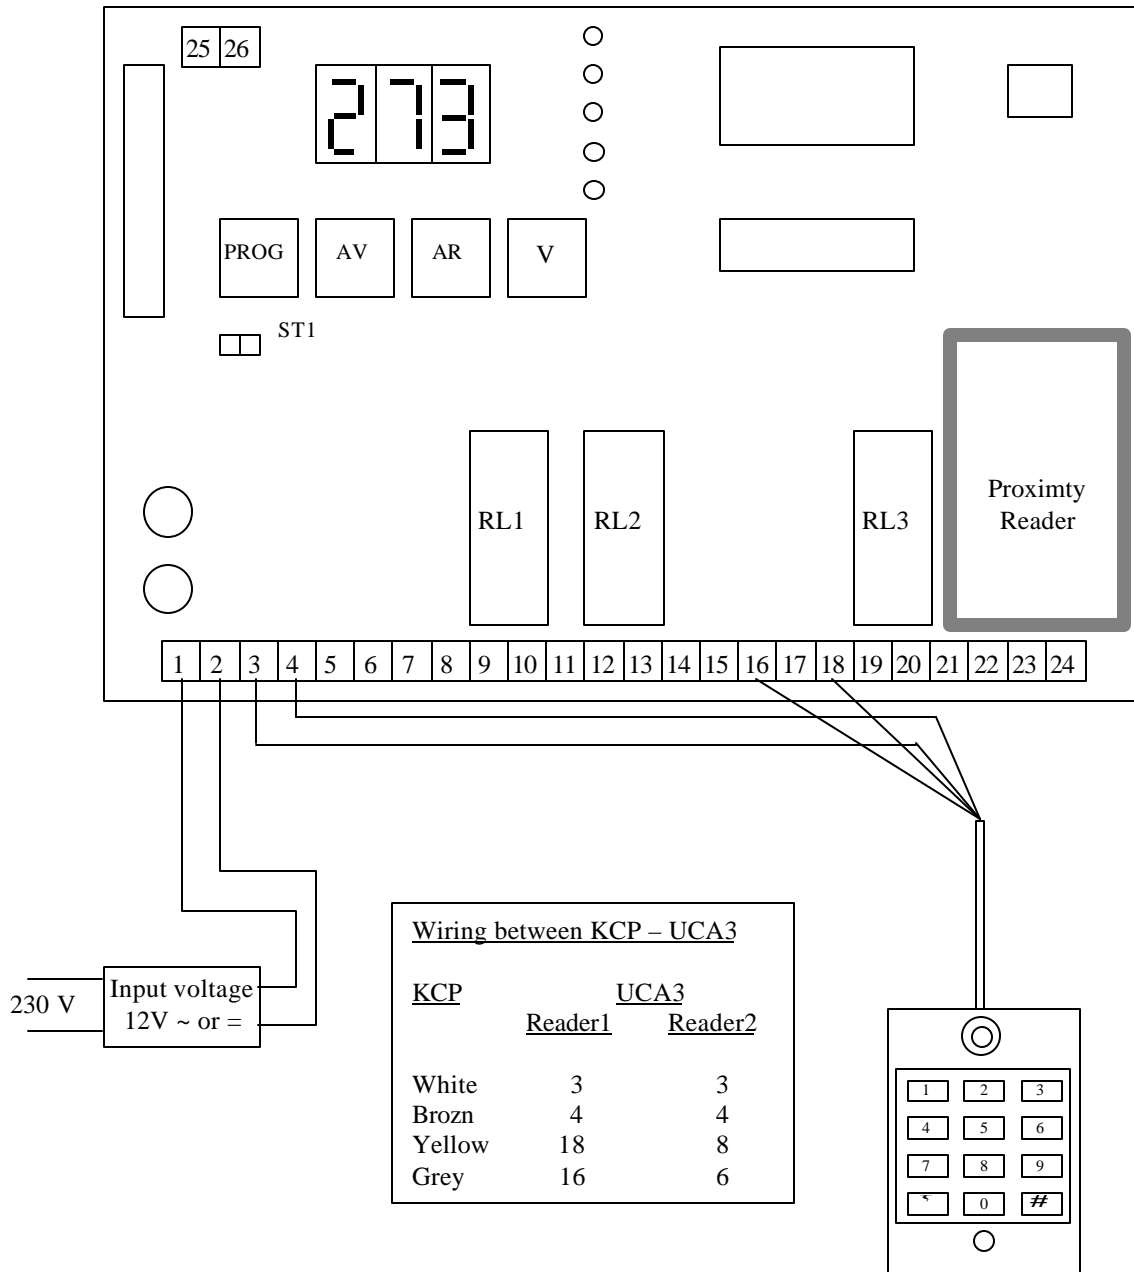 25 26
273
PROG AV AR V
ST1
RL1 RL2 RL3
Proximty
Reader
1 2 3 4 5 6 7 8 9 10 11 12 13 14 15 16 17 18 19 20 21 22 23 24
230 V
Input voltage
12V ~ or =
Wiring between KCP – UCA3
KCP UCA3
Reader1 Reader2
White 3 3
Brozn 4 4
Yellow 18 8
Grey 16 6
1 2 3
4 5 6
7 8 9
0 #